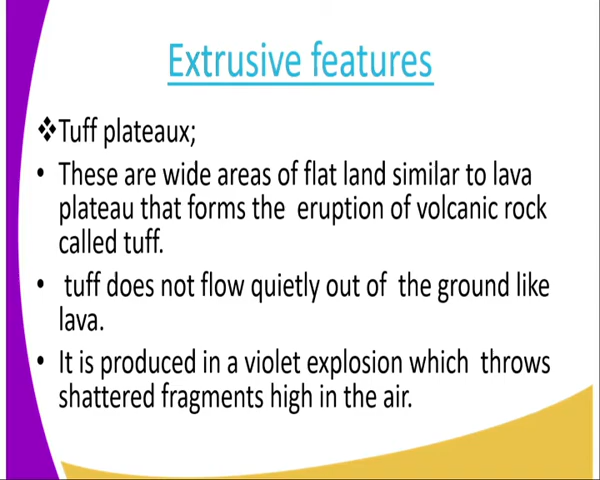 Extrusive features
❖Tuff plateaux;
• These are wide areas of flat land similar to lava
plateau that forms the eruption of volcanic rock
called tuff.
• tuff does not flow quietly out of the ground like
lava.
• It is produced in a violet explosion which throws
shattered fragments high in the air.